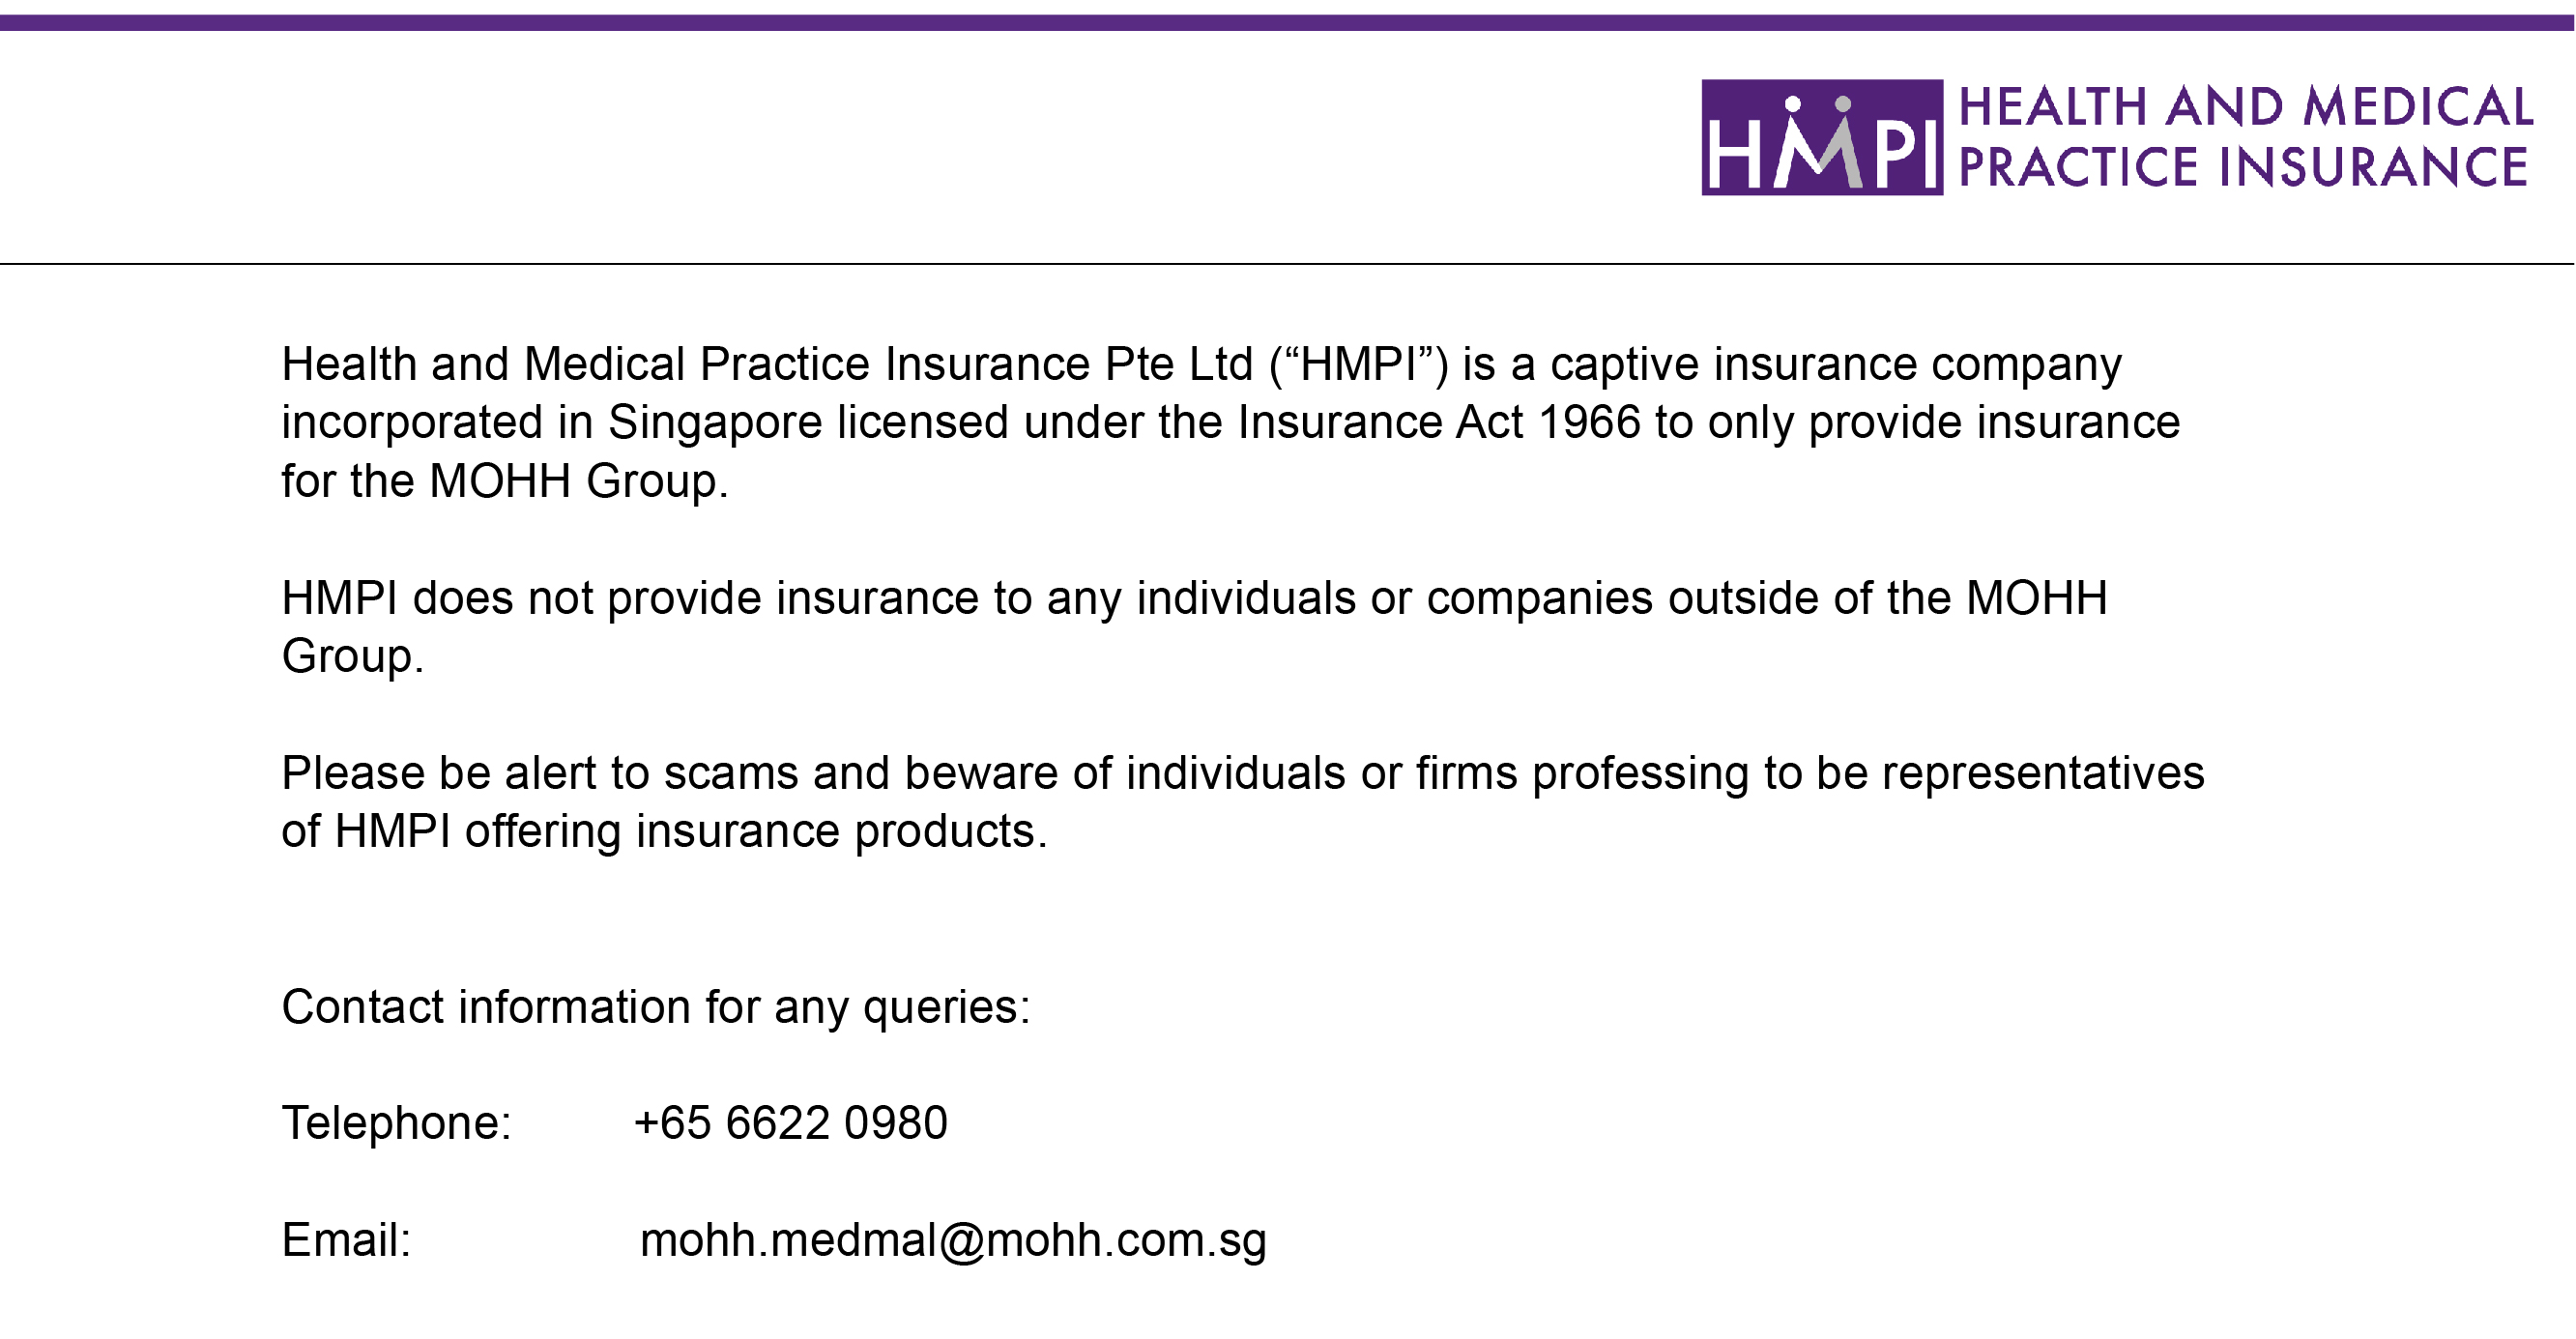 HMPI
HEALTH AND MEDICAL
PRACTICE INSURANCE
Health and Medical Practice Insurance Pte Ltd (“HMPI”) is a captive insurance company
incorporated in Singapore licensed under the Insurance Act 1966 to only provide insurance
for the MOHH Group.
HMPI does not provide insurance to any individuals or companies outside of the MOHH
Group.
Please be alert to scams and beware of individuals or firms professing to be representatives
of HMPI offering insurance products.
Contact information for any queries:
Telephone: +65 6622 0980
Email: mohh.medmal@mohh.com.sg